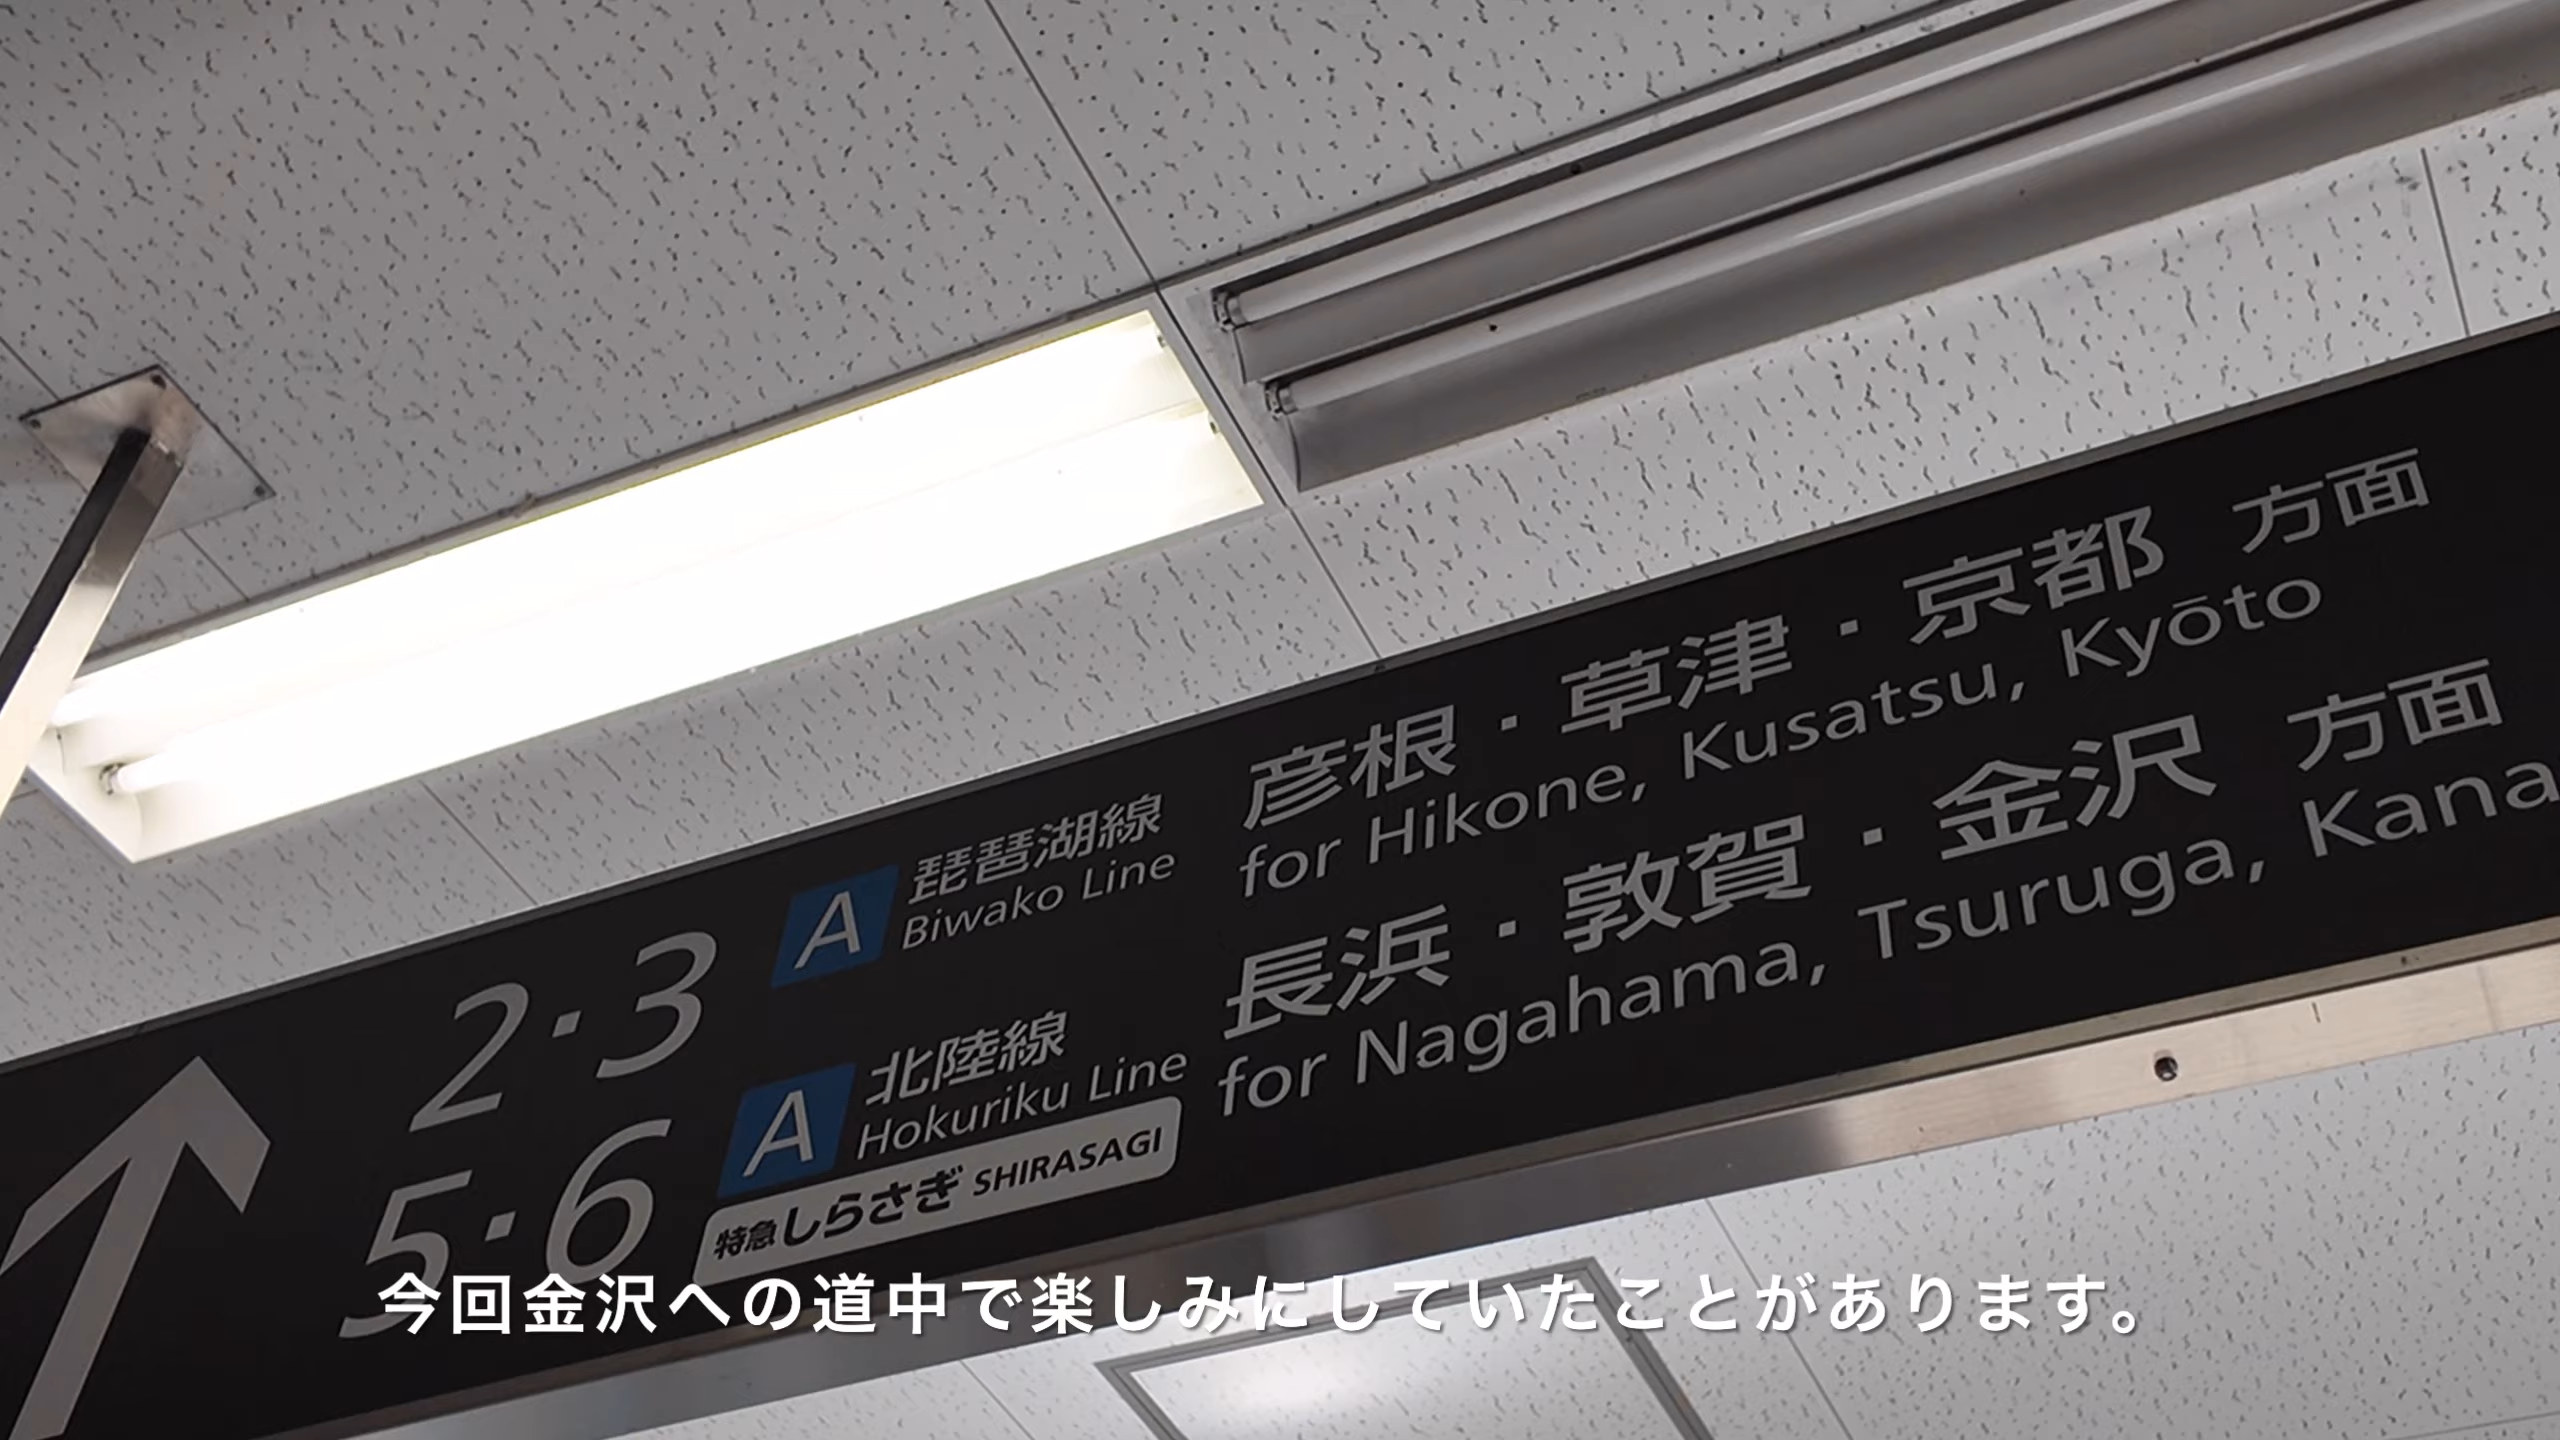 2・3 A 琵琶湖線 彦根・草津・京都 方面
Biwako Line for Hikone, Kusatsu, Kyōto
5・6 A 北陸線 長浜・敦賀・金沢 方面
Hokuriku Line for Nagahama, Tsuruga, Kana
特急しらさぎ SHIRASAGI
今回金沢への道中で楽しみにしていたことがあります。